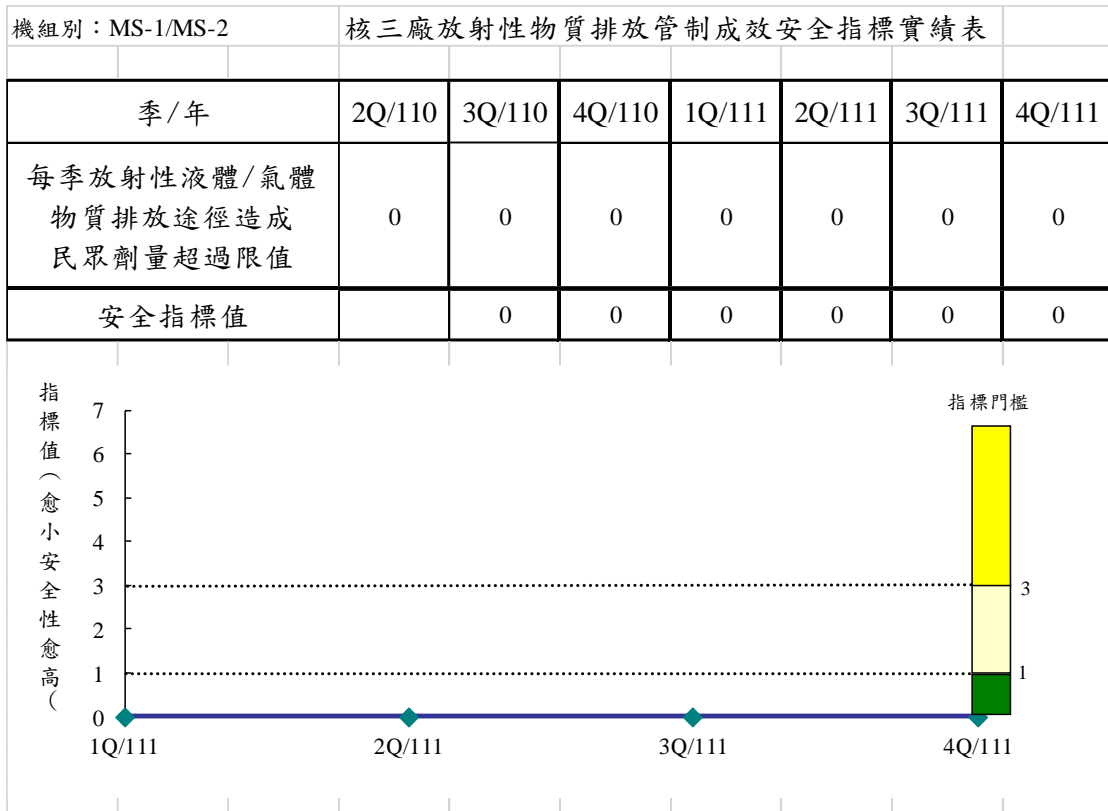 機組別：MS-1/MS-2 核三廠放射性物質排放管制成效安全指標實績表
季/年 2Q/110 3Q/110 4Q/110 1Q/111 2Q/111 3Q/111 4Q/111
每季放射性液體/氣體
物質排放途徑造成
民眾劑量超過限值
0 0 0 0 0 0 0
安全指標值 0 0 0 0 0 0
指標值（愈小安全性愈高（
指標門檻
7
6
5
4
3
2
1
0
3
1
1Q/111 2Q/111 3Q/111 4Q/111